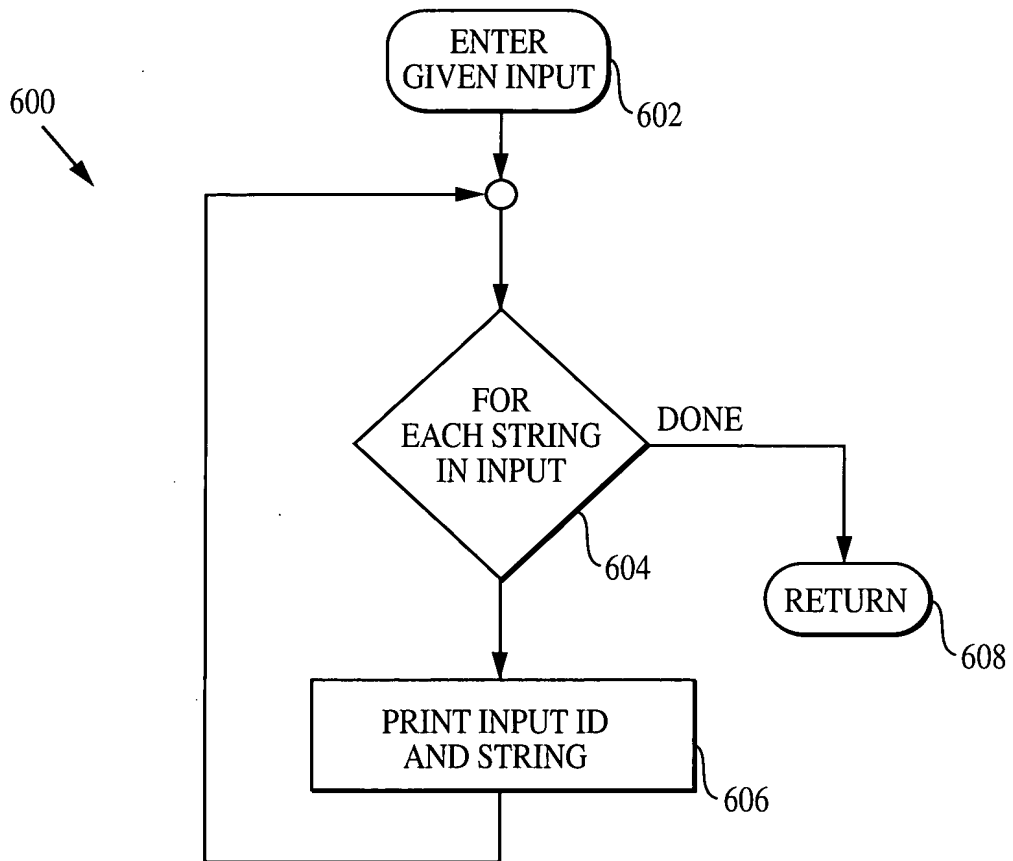 ENTER
GIVEN INPUT
602
600
FOR
EACH STRING
IN INPUT
DONE
604
RETURN
608
PRINT INPUT ID
AND STRING
606